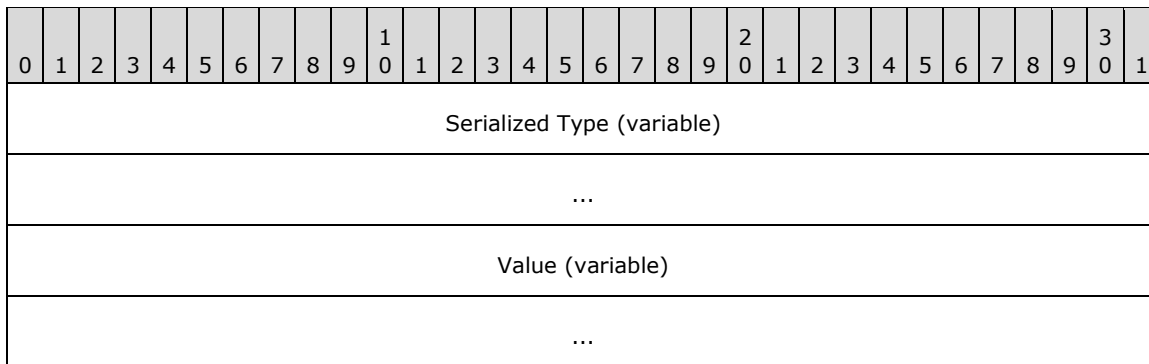 1 2 3
0 1 2 3 4 5 6 7 8 9 0 1 2 3 4 5 6 7 8 9 0 1 2 3 4 5 6 7 8 9 0 1
Serialized Type (variable)
...
Value (variable)
...